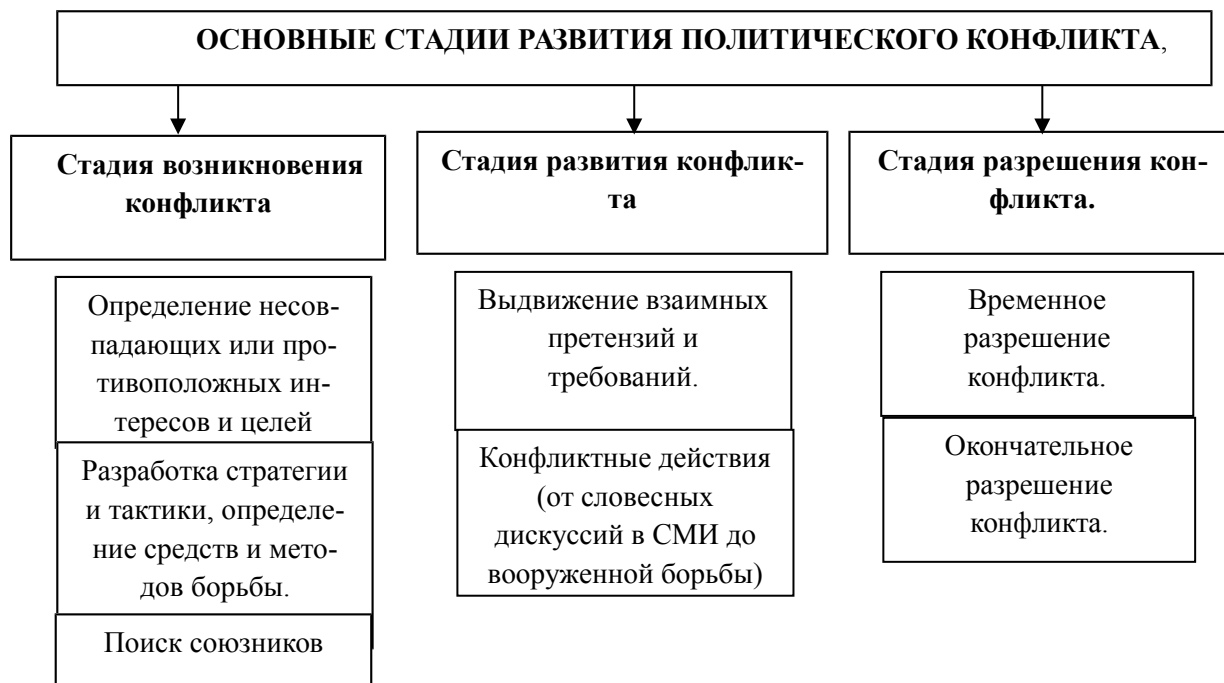 ОСНОВНЫЕ СТАДИИ РАЗВИТИЯ ПОЛИТИЧЕСКОГО КОНФЛИКТА,
Стадия возникновения
конфликта
Определение несов-
падающих или про-
тивоположных ин-
тересов и целей
Разработка стратегии
и тактики, определе-
ние средств и мето-
дов борьбы.
Поиск союзников
Стадия развития конфлик-
та
Выдвижение взаимных
претензий и
требований.
Конфликтные действия
(от словесных
дискуссий в СМИ до
вооруженной борьбы)
Стадия разрешения кон-
фликта.
Временное
разрешение
конфликта.
Окончательное
разрешение
конфликта.